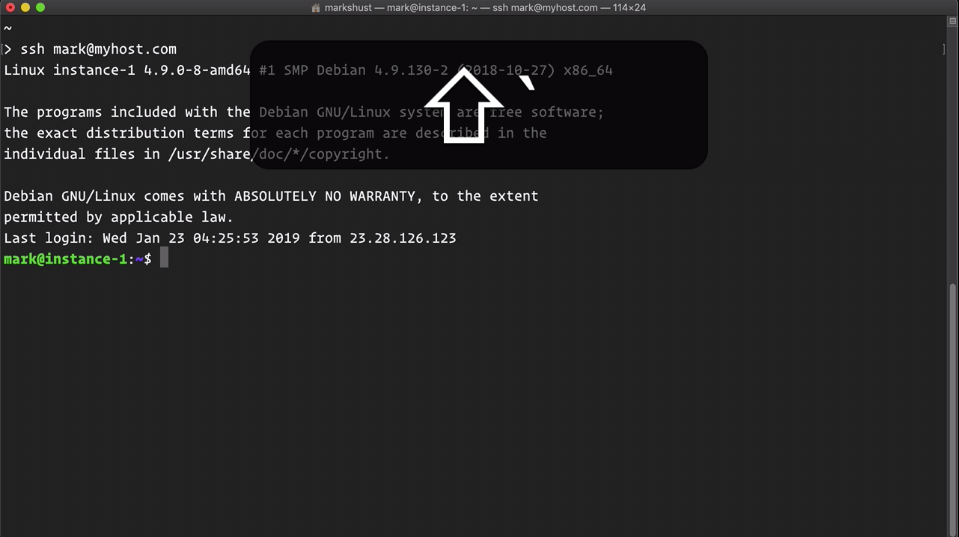 markshust — mark@instance-1: ~ — ssh mark@myhost.com — 114×24
~
> ssh mark@myhost.com
Linux instance-1 4.9.0-8-amd64 #1 SMP Debian 4.9.130-2 (2018-10-27) x86_64
The programs included with the Debian GNU/Linux system are free software;
the exact distribution terms for each program are described in the
individual files in /usr/share/doc/*/copyright.
Debian GNU/Linux comes with ABSOLUTELY NO WARRANTY, to the extent
permitted by applicable law.
Last login: Wed Jan 23 04:25:53 2019 from 23.28.126.123
mark@instance-1:~$
`